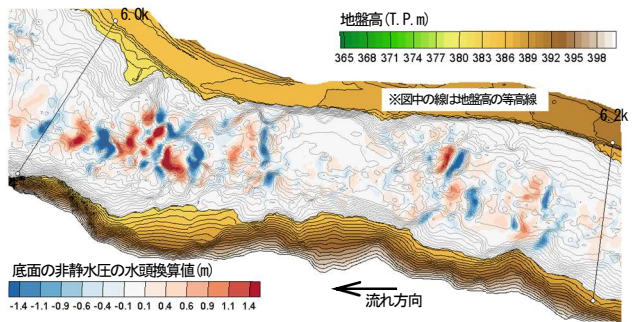 6.0k
地盤高(T.P.m)
365 368 371 374 377 380 383 386 389 392 395 398
※図中の線は地盤高の等高線
6.2k
底面の非静水圧の水頭換算値(m)
-1.4 -1.1 -0.9 -0.6 -0.4 -0.1 0.1 0.4 0.6 0.9 1.1 1.4
流れ方向